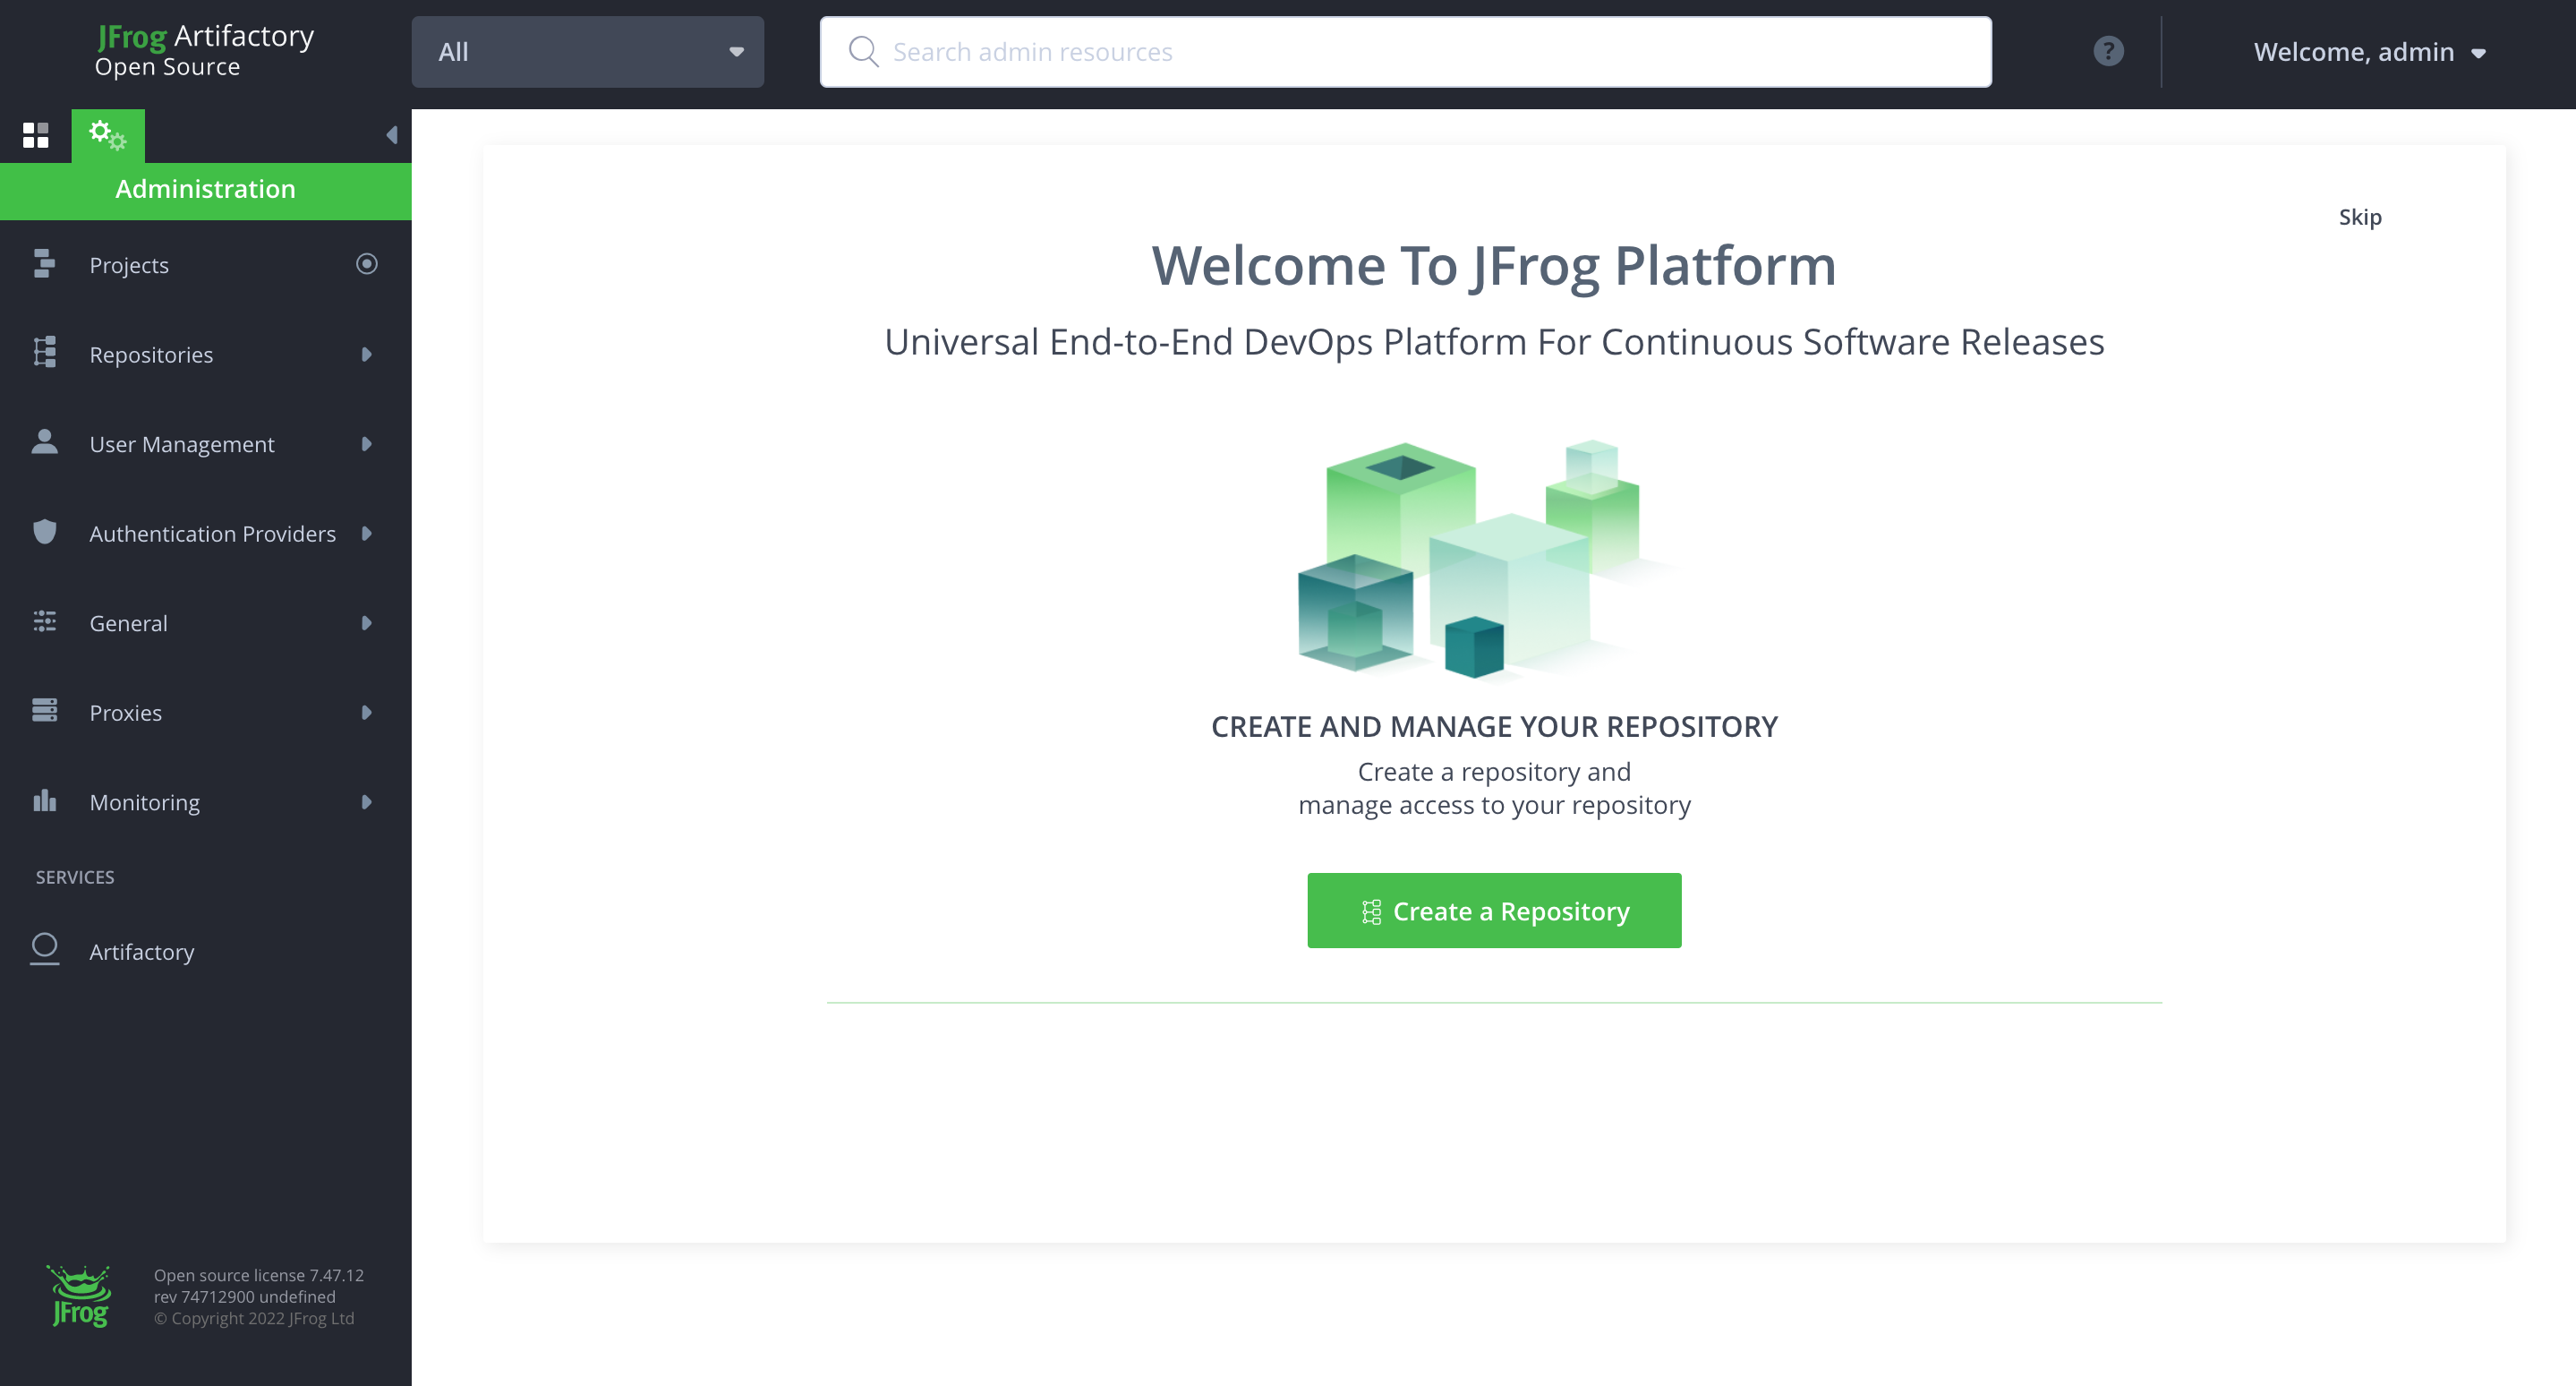 JFrog Artifactory
Open Source
All
Search admin resources
?
Welcome, admin
Administration
Projects
Repositories
User Management
Authentication Providers
General
Proxies
Monitoring
SERVICES
Artifactory
JFrog
Open source license 7.47.12
rev 74712900 undefined
© Copyright 2022 JFrog Ltd
Skip
Welcome To JFrog Platform
Universal End-to-End DevOps Platform For Continuous Software Releases
CREATE AND MANAGE YOUR REPOSITORY
Create a repository and
manage access to your repository
Create a Repository